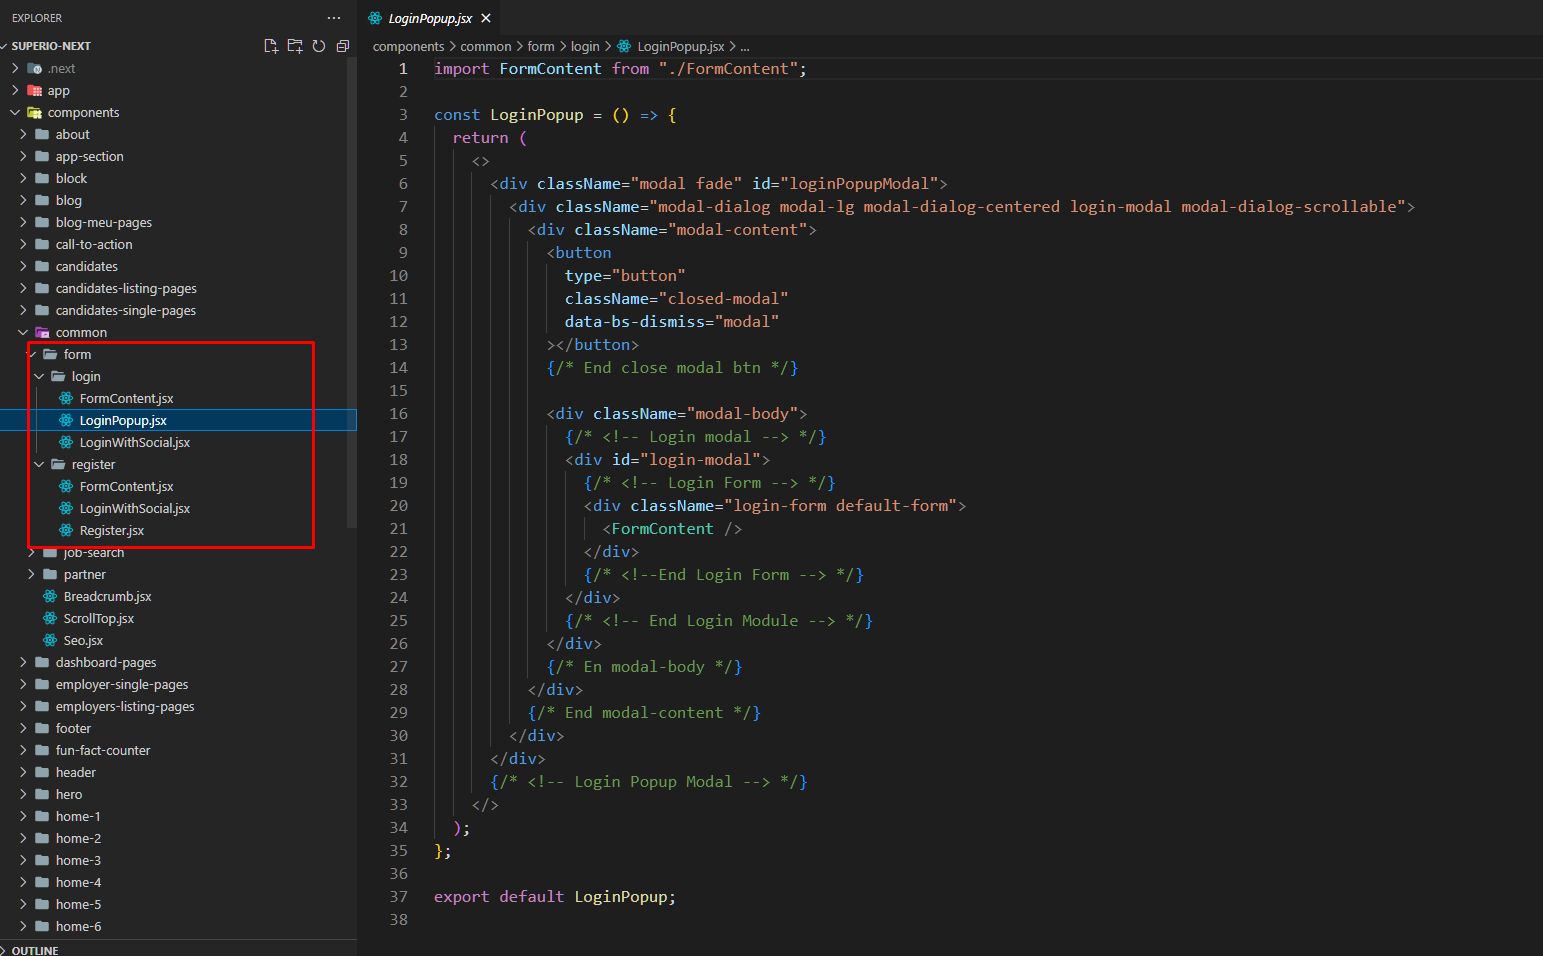 EXPLORER
SUPERIO-NEXT
.next
app
components
about
app-section
block
blog
blog-meu-pages
call-to-action
candidates
candidates-listing-pages
candidates-single-pages
common
form
login
FormContent.jsx
LoginPopup.jsx
LoginWithSocial.jsx
register
FormContent.jsx
LoginWithSocial.jsx
Register.jsx
job-search
partner
Breadcrumb.jsx
ScrollTop.jsx
Seo.jsx
dashboard-pages
employer-single-pages
employers-listing-pages
footer
fun-fact-counter
header
hero
home-1
home-2
home-3
home-4
home-5
home-6
OUTLINE
LoginPopup.jsx
components > common > form > login > LoginPopup.jsx > ...
1 import FormContent from "./FormContent";
2
3 const LoginPopup = () => {
4 return (
5 <>
6 <div className="modal fade" id="loginPopupModal">
7 <div className="modal-dialog modal-lg modal-dialog-centered login-modal modal-dialog-scrollable">
8 <div className="modal-content">
9 <button
10 type="button"
11 className="closed-modal"
12 data-bs-dismiss="modal"
13 ></button>
14 {/* End close modal btn */}
15
16 <div className="modal-body">
17 {/* <!-- Login modal --> */}
18 <div id="login-modal">
19 {/* <!-- Login Form --> */}
20 <div className="login-form default-form">
21 <FormContent />
22 </div>
23 {/* <!--End Login Form --> */}
24 </div>
25 {/* <!-- End Login Module --> */}
26 </div>
27 {/* En modal-body */}
28 </div>
29 {/* End modal-content */}
30 </div>
31 </div>
32 {/* <!-- Login Popup Modal --> */}
33 </>
34 );
35 };
36
37 export default LoginPopup;
38